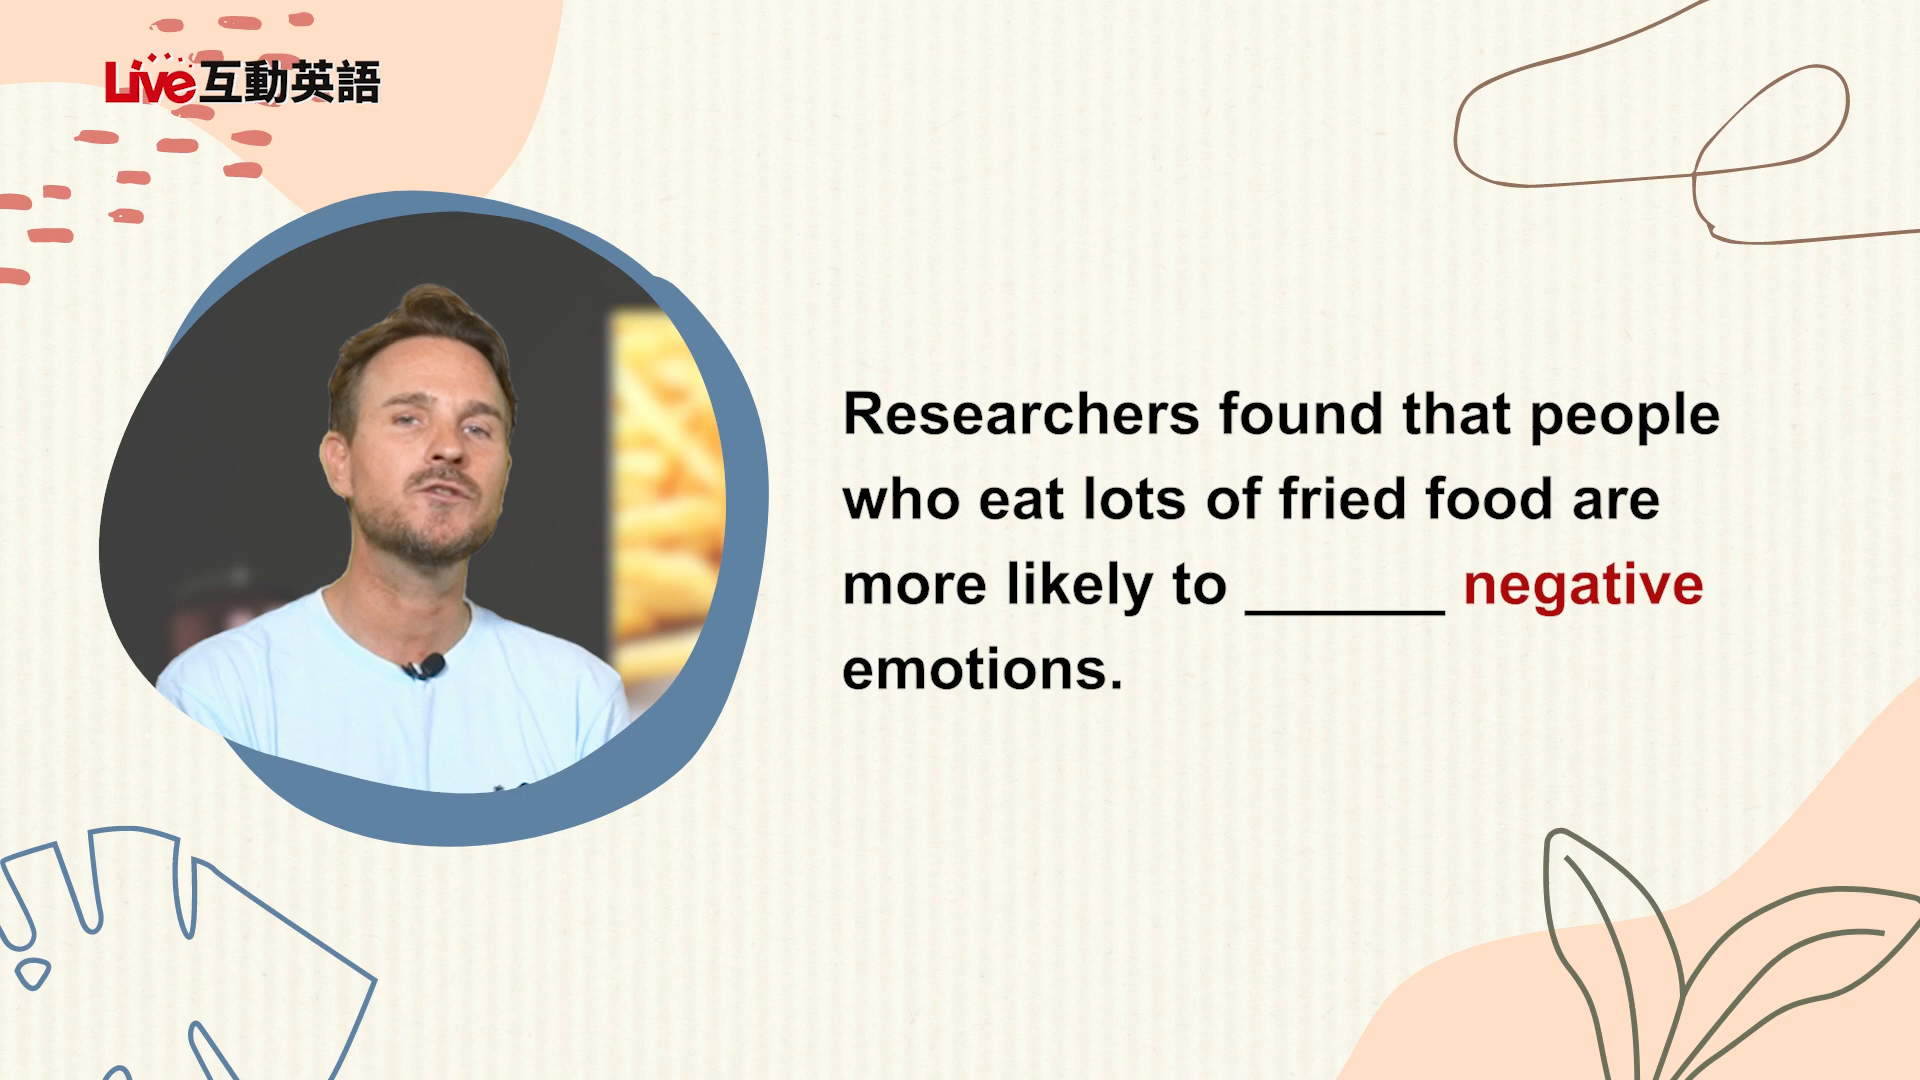 Live互動英語
Researchers found that people
who eat lots of fried food are
more likely to ______ negative
emotions.